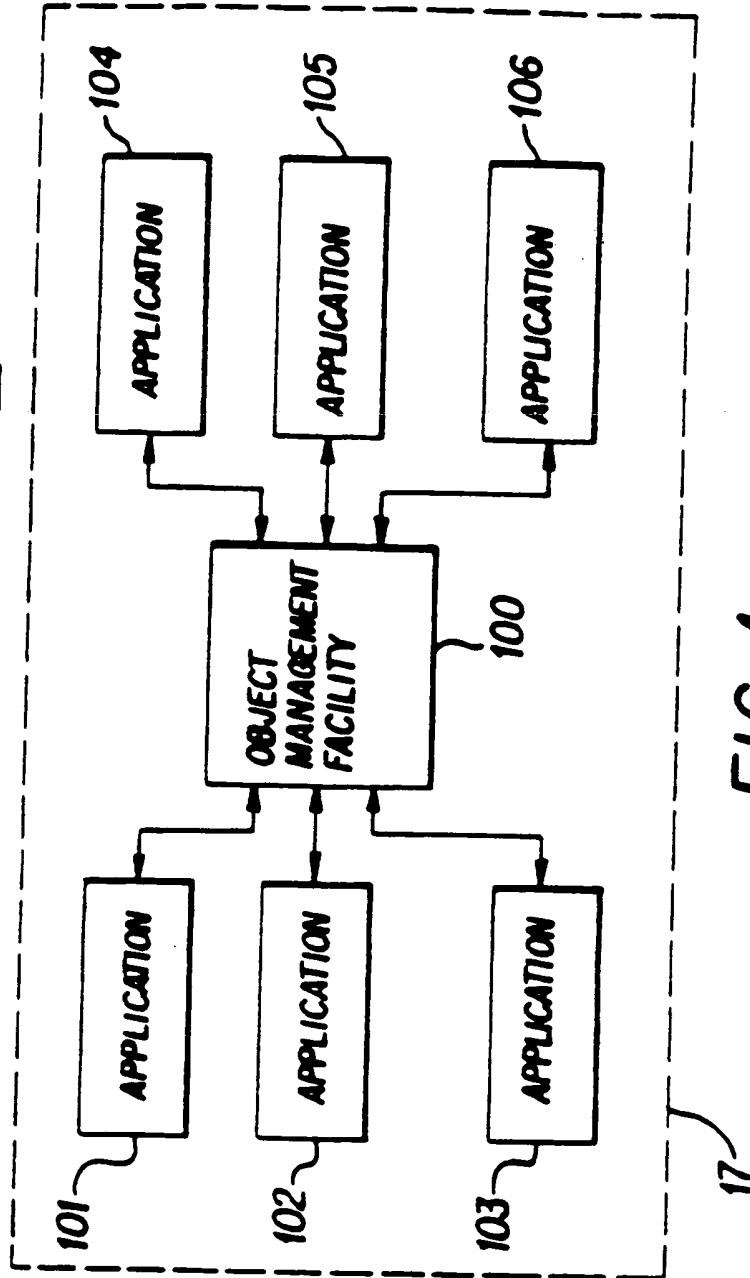 104
APPLICATION
105
APPLICATION
106
APPLICATION
OBJECT
MANAGEMENT
FACILITY
100
101
APPLICATION
102
APPLICATION
103
APPLICATION
17